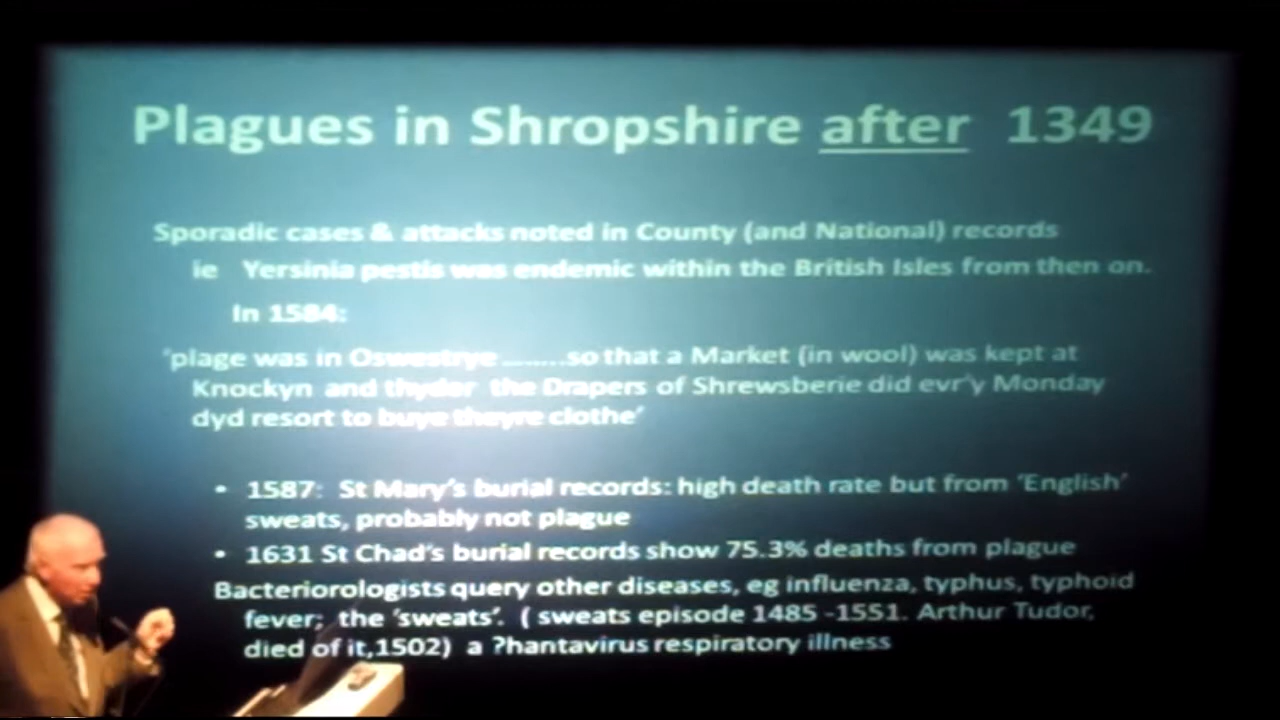 Plagues in Shropshire after 1349
Sporadic cases & attacks noted in County (and National) records
ie Yersinia pestis was endemic within the British Isles from then on.
In 1584:
'plage was in Oswestrye ........so that a Market (in wool) was kept at
Knockyn and thyder the Drapers of Shrewsberie did evr'y Monday
dyd resort to buye theyre clothe'
• 1587: St Mary's burial records: high death rate but from 'English'
sweats, probably not plague
• 1631 St Chad's burial records show 75.3% deaths from plague
Bacteriorologists query other diseases, eg influenza, typhus, typhoid
fever; the 'sweats'. ( sweats episode 1485 -1551. Arthur Tudor,
died of it,1502) a ?hantavirus respiratory illness